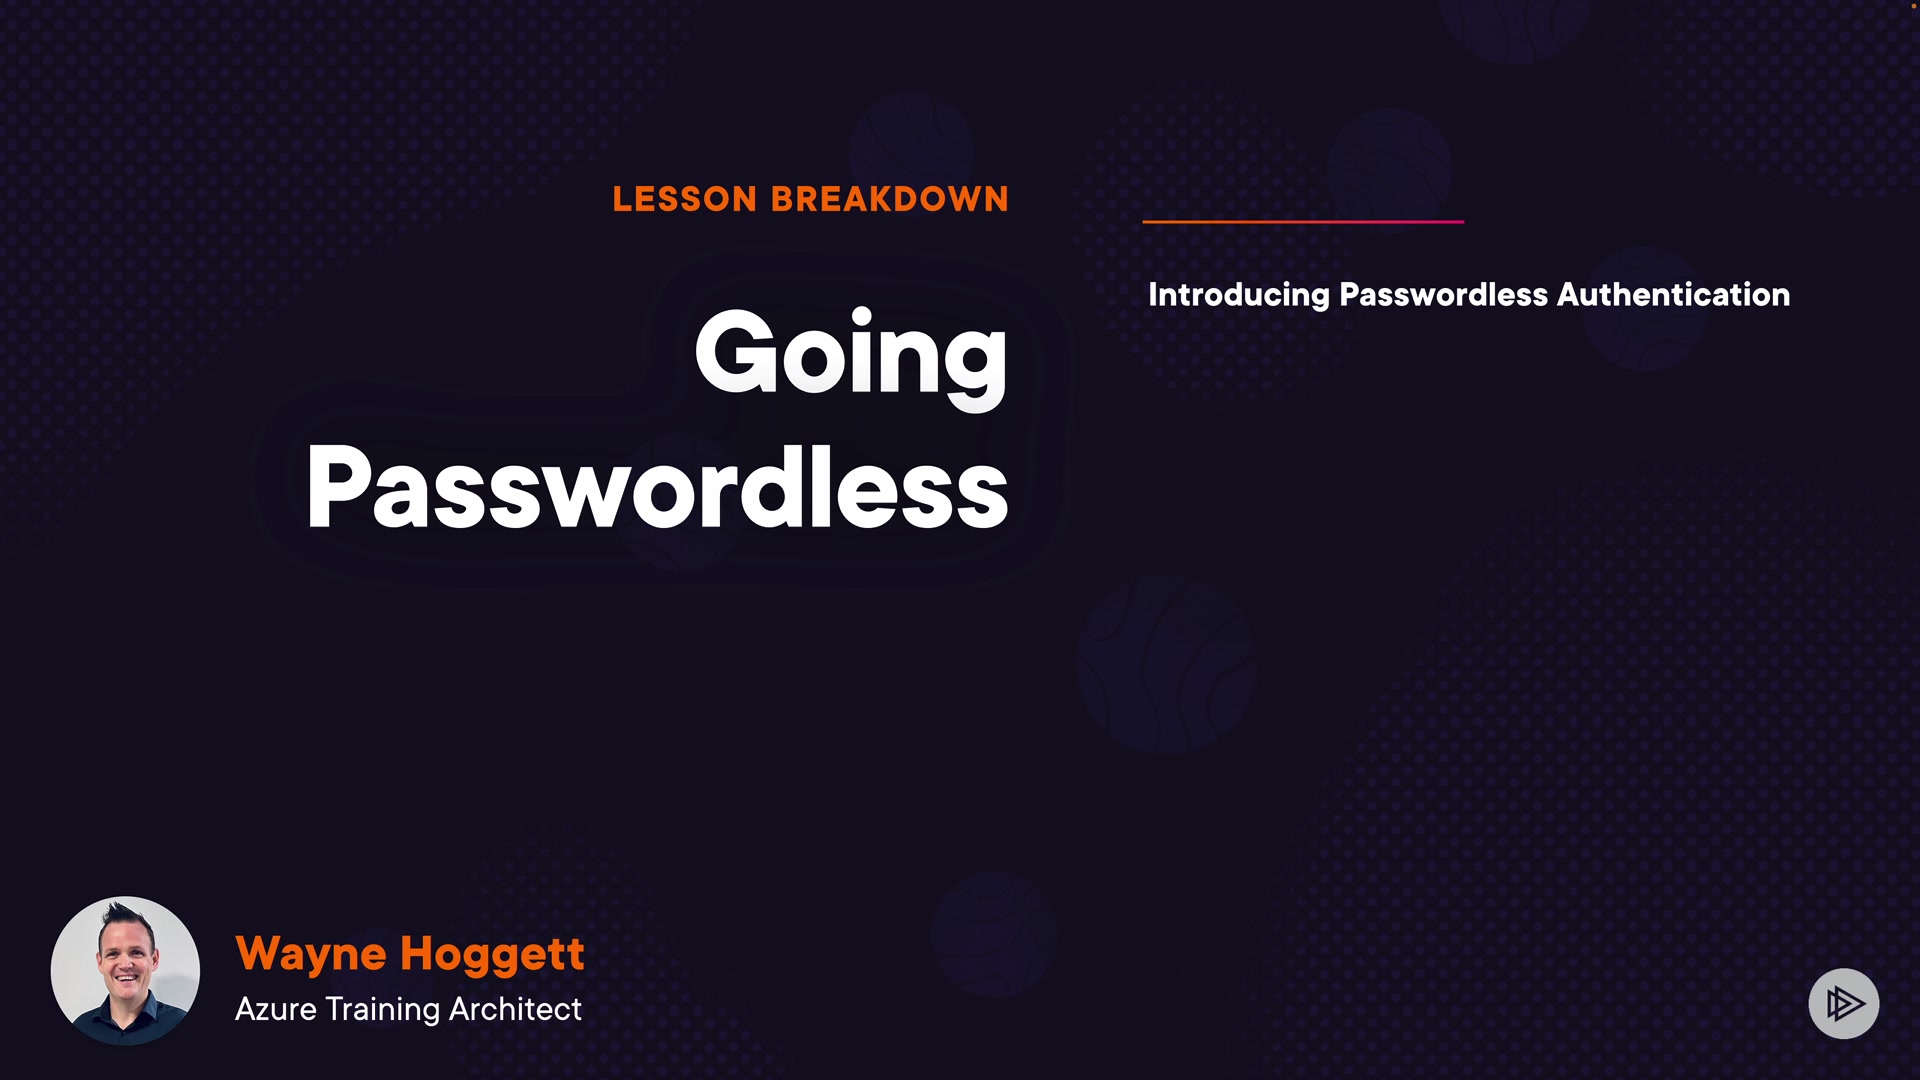 LESSON BREAKDOWN
Going
Passwordless
Introducing Passwordless Authentication
Wayne Hoggett
Azure Training Architect